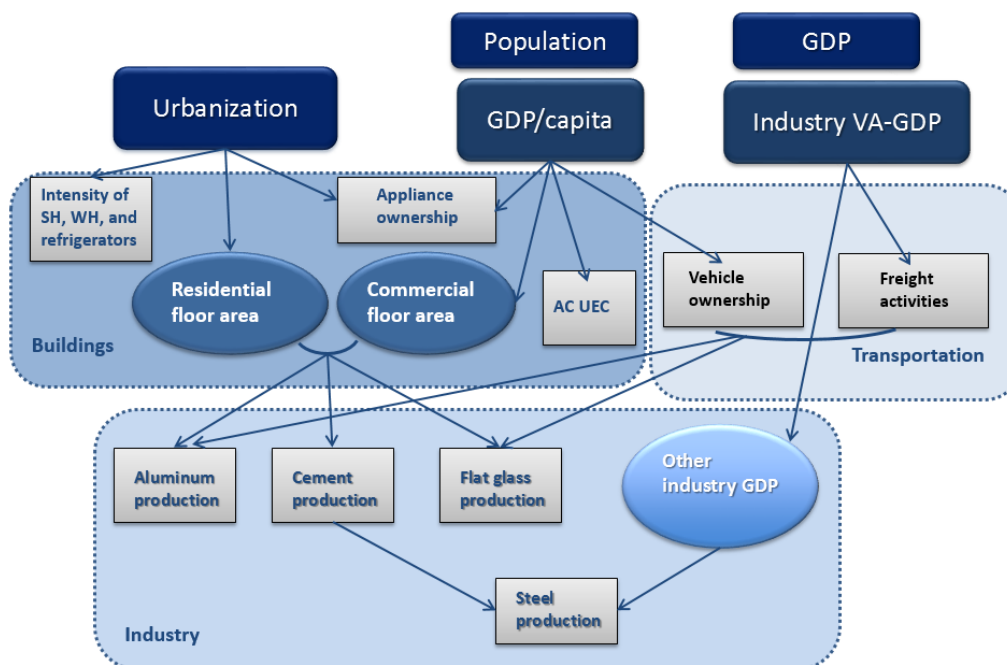 Population
GDP
Urbanization
GDP/capita
Industry VA-GDP
Intensity of
SH, WH, and
refrigerators
Appliance
ownership
Residential
floor area
Commercial
floor area
AC UEC
Vehicle
ownership
Freight
activities
Buildings
Transportation
Aluminum
production
Cement
production
Flat glass
production
Other
industry GDP
Steel
production
Industry